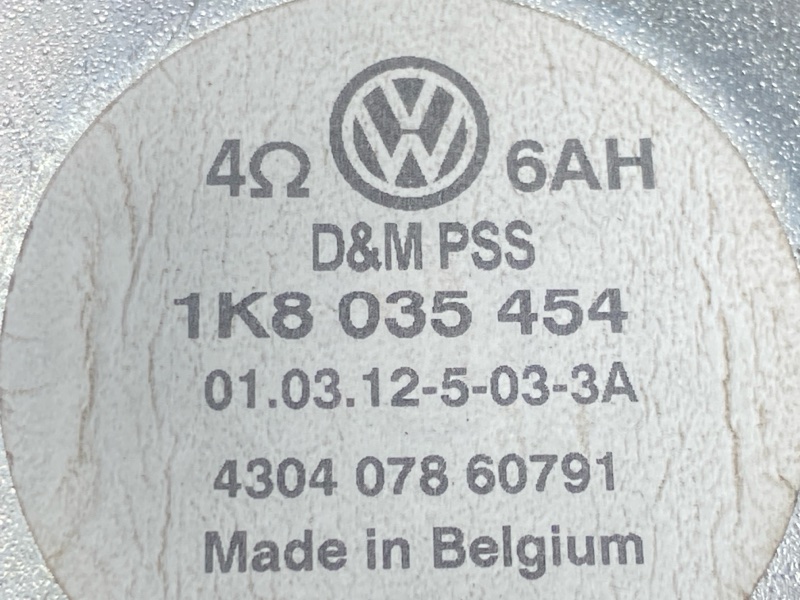 4Ω 6AH
D&M PSS
1K8 035 454
01.03.12-5-03-3A
4304 078 60791
Made in Belgium